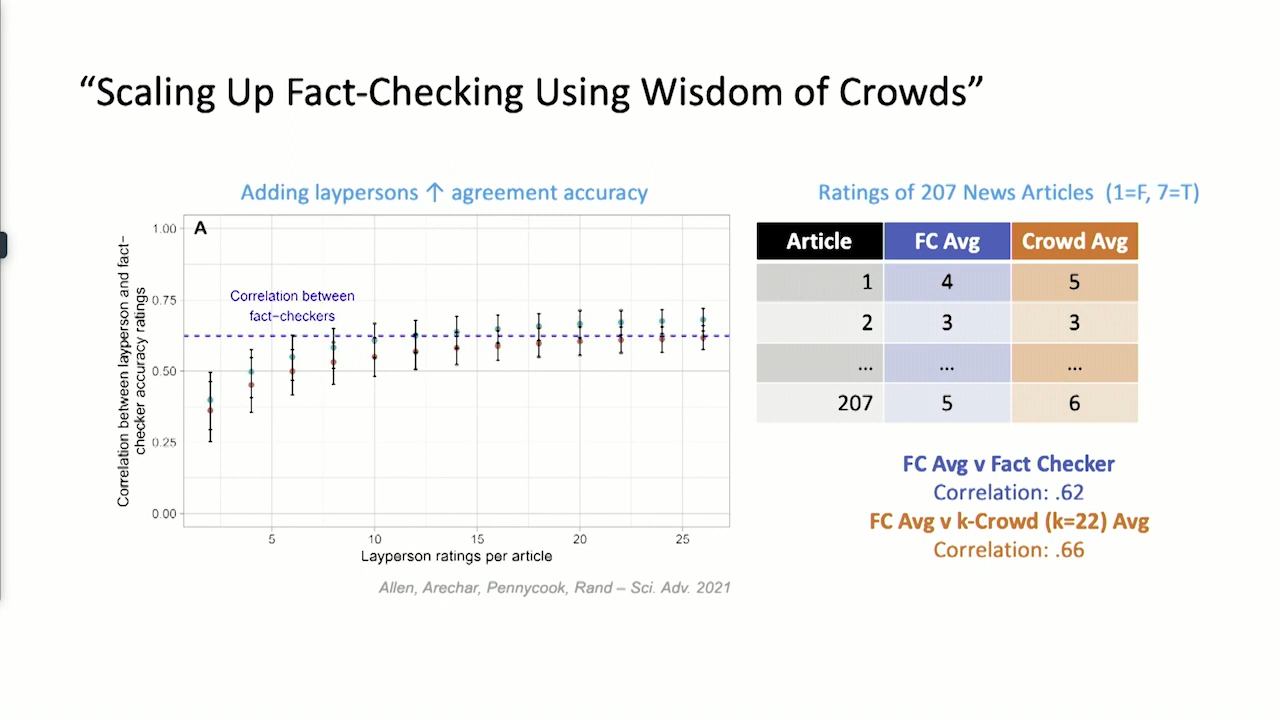 “Scaling Up Fact-Checking Using Wisdom of Crowds”
Adding laypersons ↑ agreement accuracy
A
Correlation between layperson and fact−
checker accuracy ratings
1.00
0.75
0.50
0.25
0.00
Correlation between
fact−checkers
5 10 15 20 25
Layperson ratings per article
Allen, Arechar, Pennycook, Rand – Sci. Adv. 2021
Ratings of 207 News Articles (1=F, 7=T)
Article FC Avg Crowd Avg
1 4 5
2 3 3
... ... ...
207 5 6
FC Avg v Fact Checker
Correlation: .62
FC Avg v k-Crowd (k=22) Avg
Correlation: .66